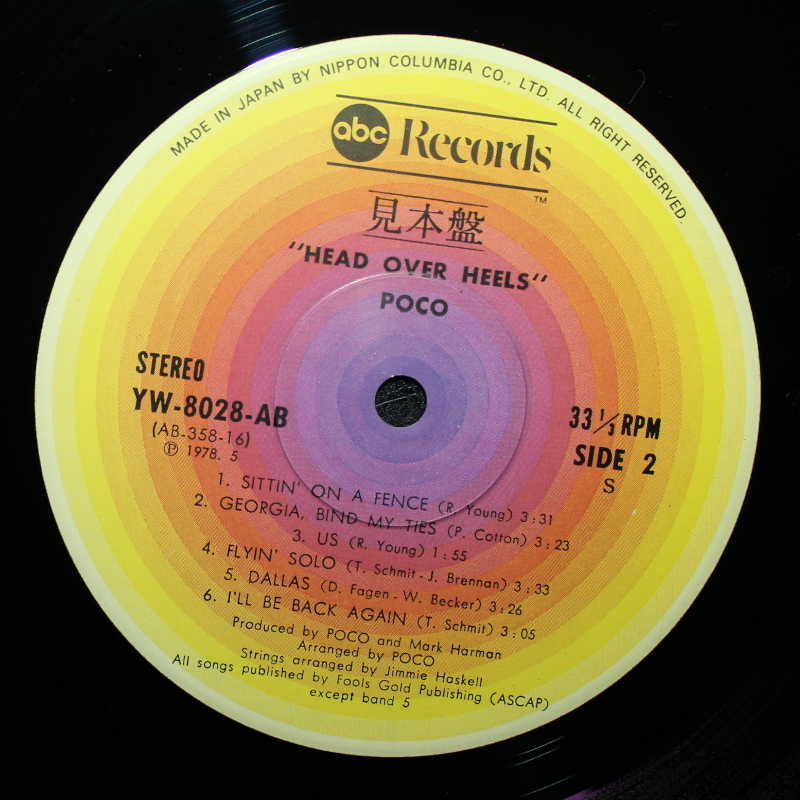 MADE IN JAPAN BY NIPPON COLUMBIA CO., LTD. ALL RIGHT RESERVED.
abc Records
TM
見本盤
"HEAD OVER HEELS"
POCO
STEREO
YW-8028-AB
(AB-358-16)
Ⓟ 1978. 5
33 1/3 RPM
SIDE 2
S
1. SITTIN' ON A FENCE (R. Young) 3:31
2. GEORGIA, BIND MY TIES (P. Cotton) 3:23
3. US (R. Young) 1:55
4. FLYIN' SOLO (T. Schmit-J. Brennan) 3:33
5. DALLAS (D. Fagen-W. Becker) 3:26
6. I'LL BE BACK AGAIN (T. Schmit) 3:05
Produced by POCO and Mark Harman
Arranged by POCO
Strings arranged by Jimmie Haskell
All songs published by Fools Gold Publishing (ASCAP)
except band 5